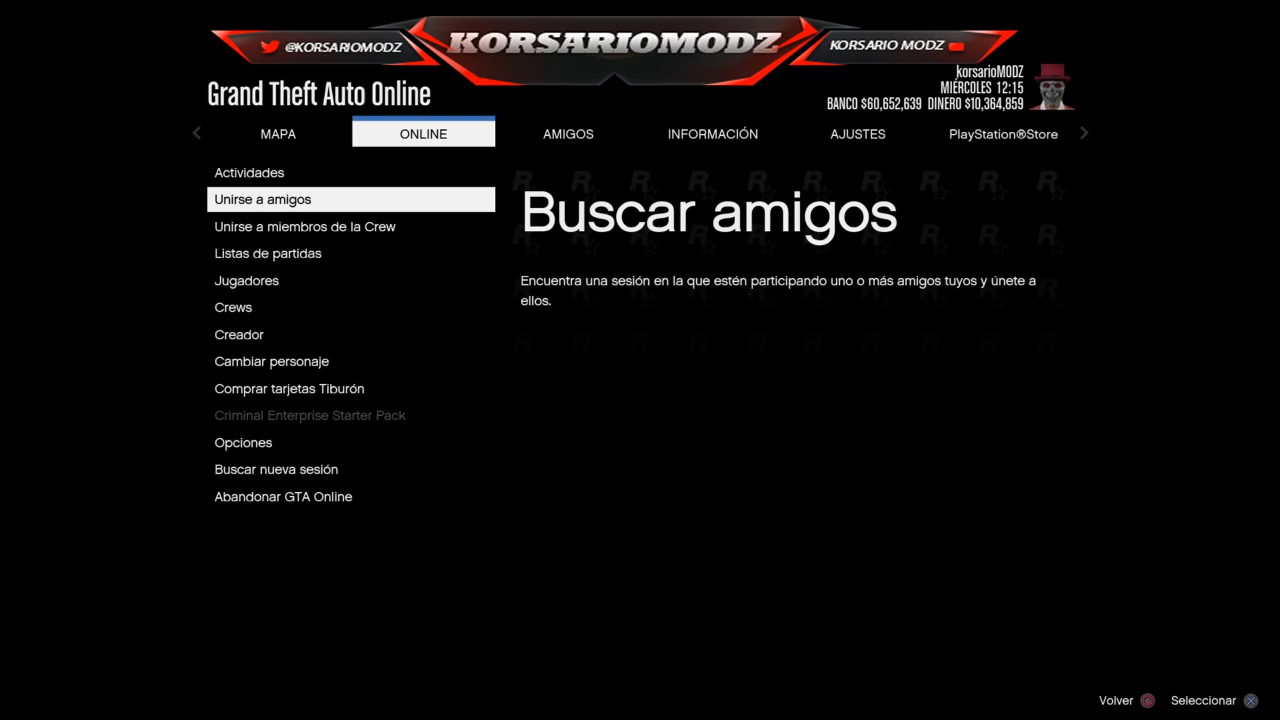 KORSARIOMODZ
@KORSARIOMODZ
KORSARIO MODZ
Grand Theft Auto Online
korsarioMODZ
MIÉRCOLES 12:15
BANCO $60,652,639 DINERO $10,364,859
MAPA
ONLINE
AMIGOS
INFORMACIÓN
AJUSTES
PlayStation®Store
Actividades
Unirse a amigos
Unirse a miembros de la Crew
Listas de partidas
Jugadores
Crews
Creador
Cambiar personaje
Comprar tarjetas Tiburón
Criminal Enterprise Starter Pack
Opciones
Buscar nueva sesión
Abandonar GTA Online
Buscar amigos
Encuentra una sesión en la que estén participando uno o más amigos tuyos y únete a
ellos.
Volver
Seleccionar